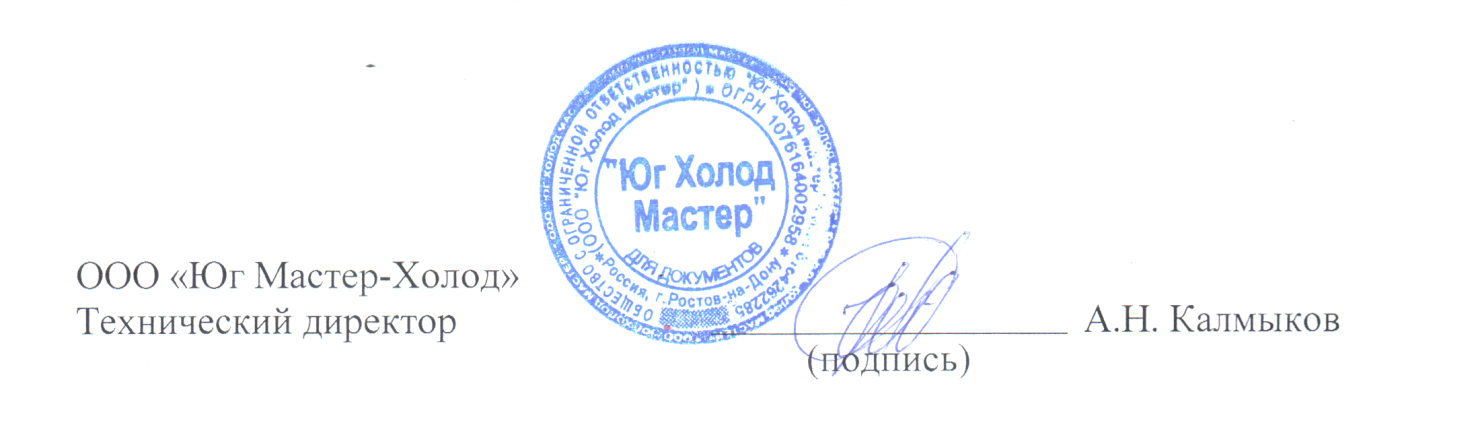 ОБЩЕСТВО С ОГРАНИЧЕННОЙ ОТВЕТСТВЕННОСТЬЮ "Юг Холод
(ООО "Юг Холод Мастер") * ОГРН 1076164002958 *
*Россия, г.Ростов-на-Дону
"Юг Холод
Мастер"
ДЛЯ ДОКУМЕНТОВ
ООО «Юг Мастер-Холод»
Технический директор
А.Н. Калмыков
(подпись)